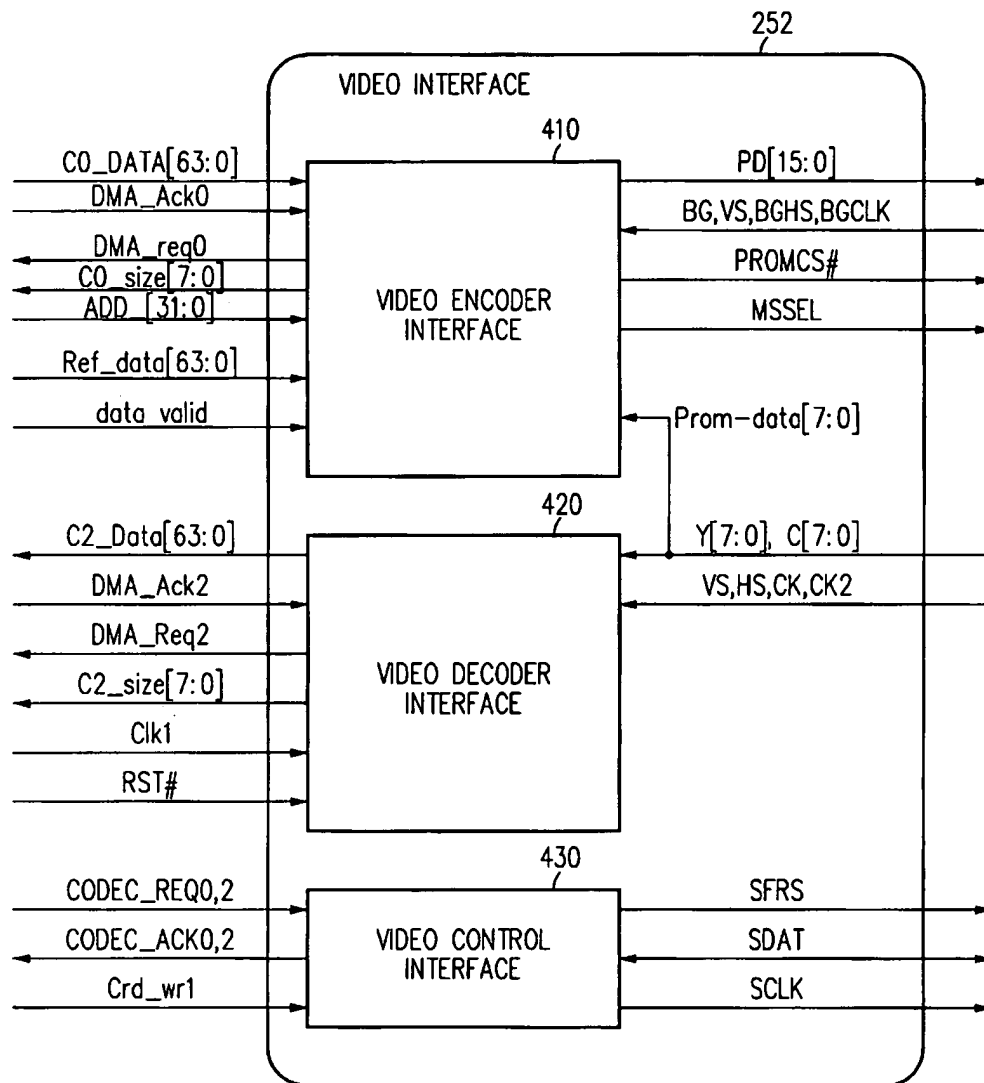 252
VIDEO INTERFACE
410
C0_DATA[63:0]
DMA_Ack0
DMA_req0
C0_size[7:0]
ADD_[31:0]
Ref_data[63:0]
data valid
VIDEO ENCODER
INTERFACE
PD[15:0]
BG,VS,BGHS,BGCLK
PROMCS#
MSSEL
Prom-data[7:0]
420
C2_Data[63:0]
DMA_Ack2
DMA_Req2
C2_size[7:0]
Clk1
RST#
VIDEO DECODER
INTERFACE
Y[7:0], C[7:0]
VS,HS,CK,CK2
430
CODEC_REQ0,2
CODEC_ACK0,2
Crd_wr1
VIDEO CONTROL
INTERFACE
SFRS
SDAT
SCLK